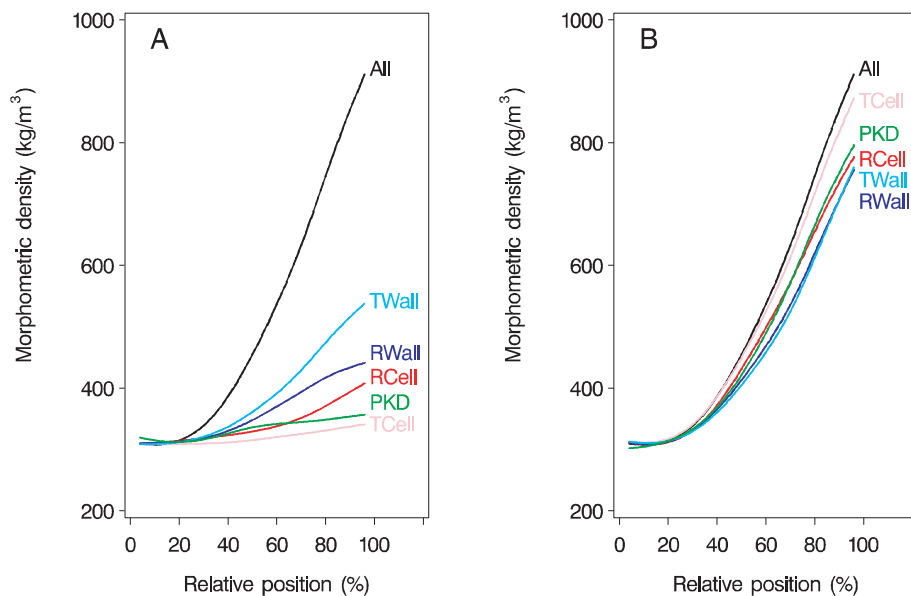 A
Morphometric density (kg/m³)
1000
800
600
400
200
0 20 40 60 80 100
Relative position (%)
All
TWall
RWall
RCell
PKD
TCell
B
Morphometric density (kg/m³)
1000
800
600
400
200
0 20 40 60 80 100
Relative position (%)
All
TCell
PKD
RCell
TWall
RWall